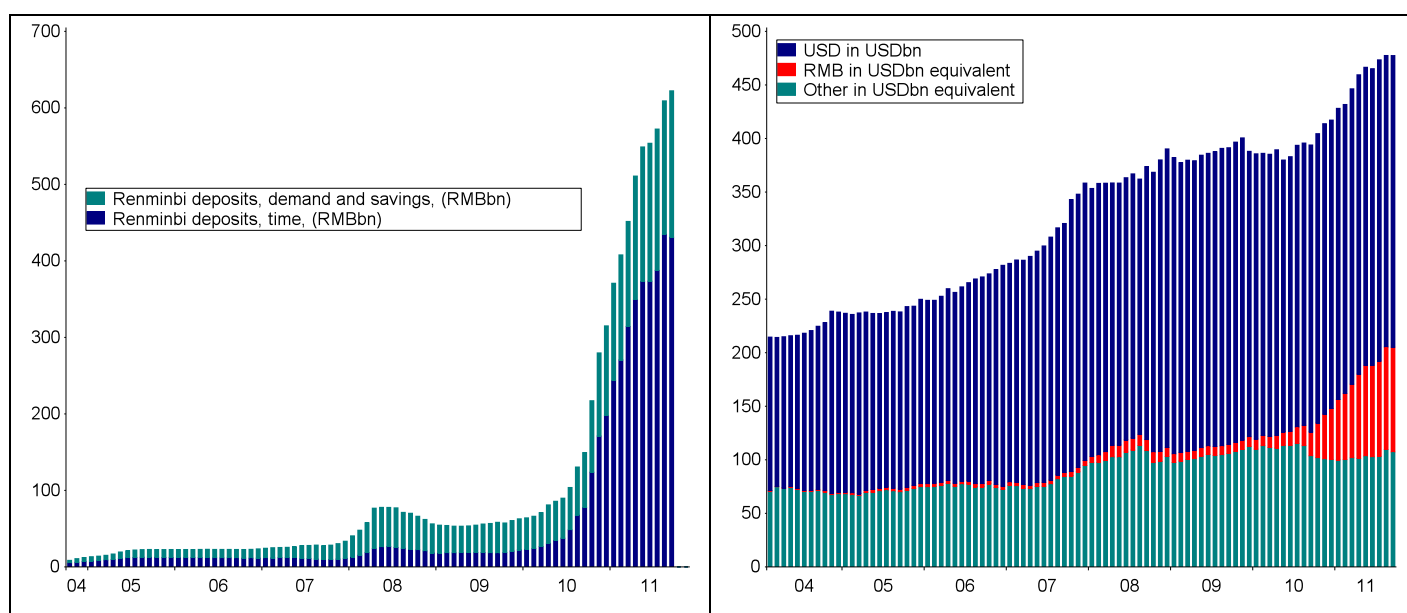 700
600
500
400
300
200
100
0
Renminbi deposits, demand and savings, (RMBbn)
Renminbi deposits, time, (RMBbn)
04 05 06 07 08 09 10 11
500
450
400
350
300
250
200
150
100
50
0
USD in USDbn
RMB in USDbn equivalent
Other in USDbn equivalent
04 05 06 07 08 09 10 11